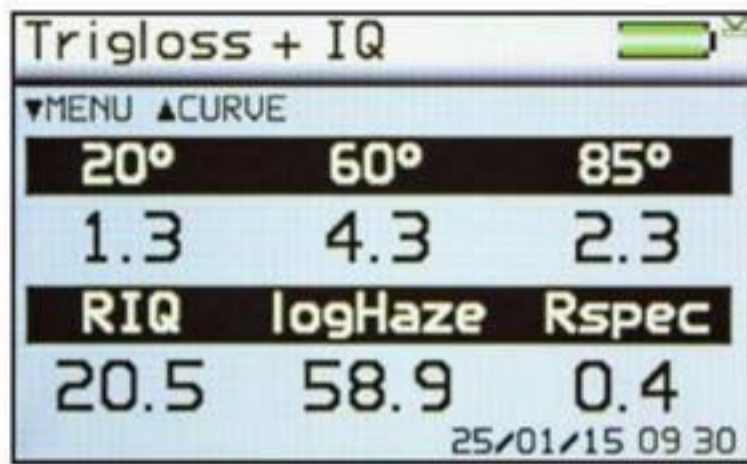 Trigloss + IQ
▼MENU ▲CURVE
20° 60° 85°
1.3 4.3 2.3
RIQ logHaze Rspec
20.5 58.9 0.4
25/01/15 09 30